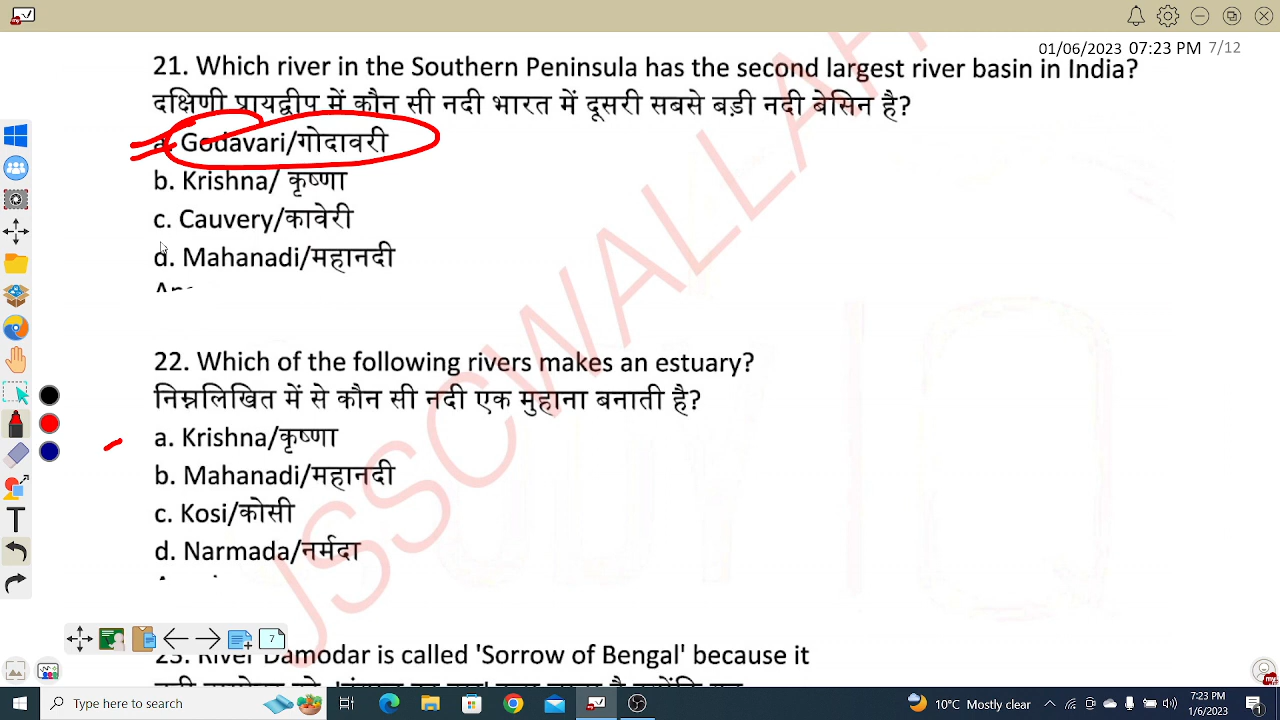 01/06/2023 07:23 PM 7/12
21. Which river in the Southern Peninsula has the second largest river basin in India?
दक्षिणी प्रायद्वीप में कौन सी नदी भारत में दूसरी सबसे बड़ी नदी बेसिन है?
a. Godavari/गोदावरी
b. Krishna/ कृष्णा
c. Cauvery/कावेरी
d. Mahanadi/महानदी
22. Which of the following rivers makes an estuary?
निम्नलिखित में से कौन सी नदी एक मुहाना बनाती है?
a. Krishna/कृष्णा
b. Mahanadi/महानदी
c. Kosi/कोसी
d. Narmada/नर्मदा
23. River Damodar is called 'Sorrow of Bengal' because it
JSSCWALLAH
7
Type here to search
10°C Mostly clear
7:23 PM
1/6/2023